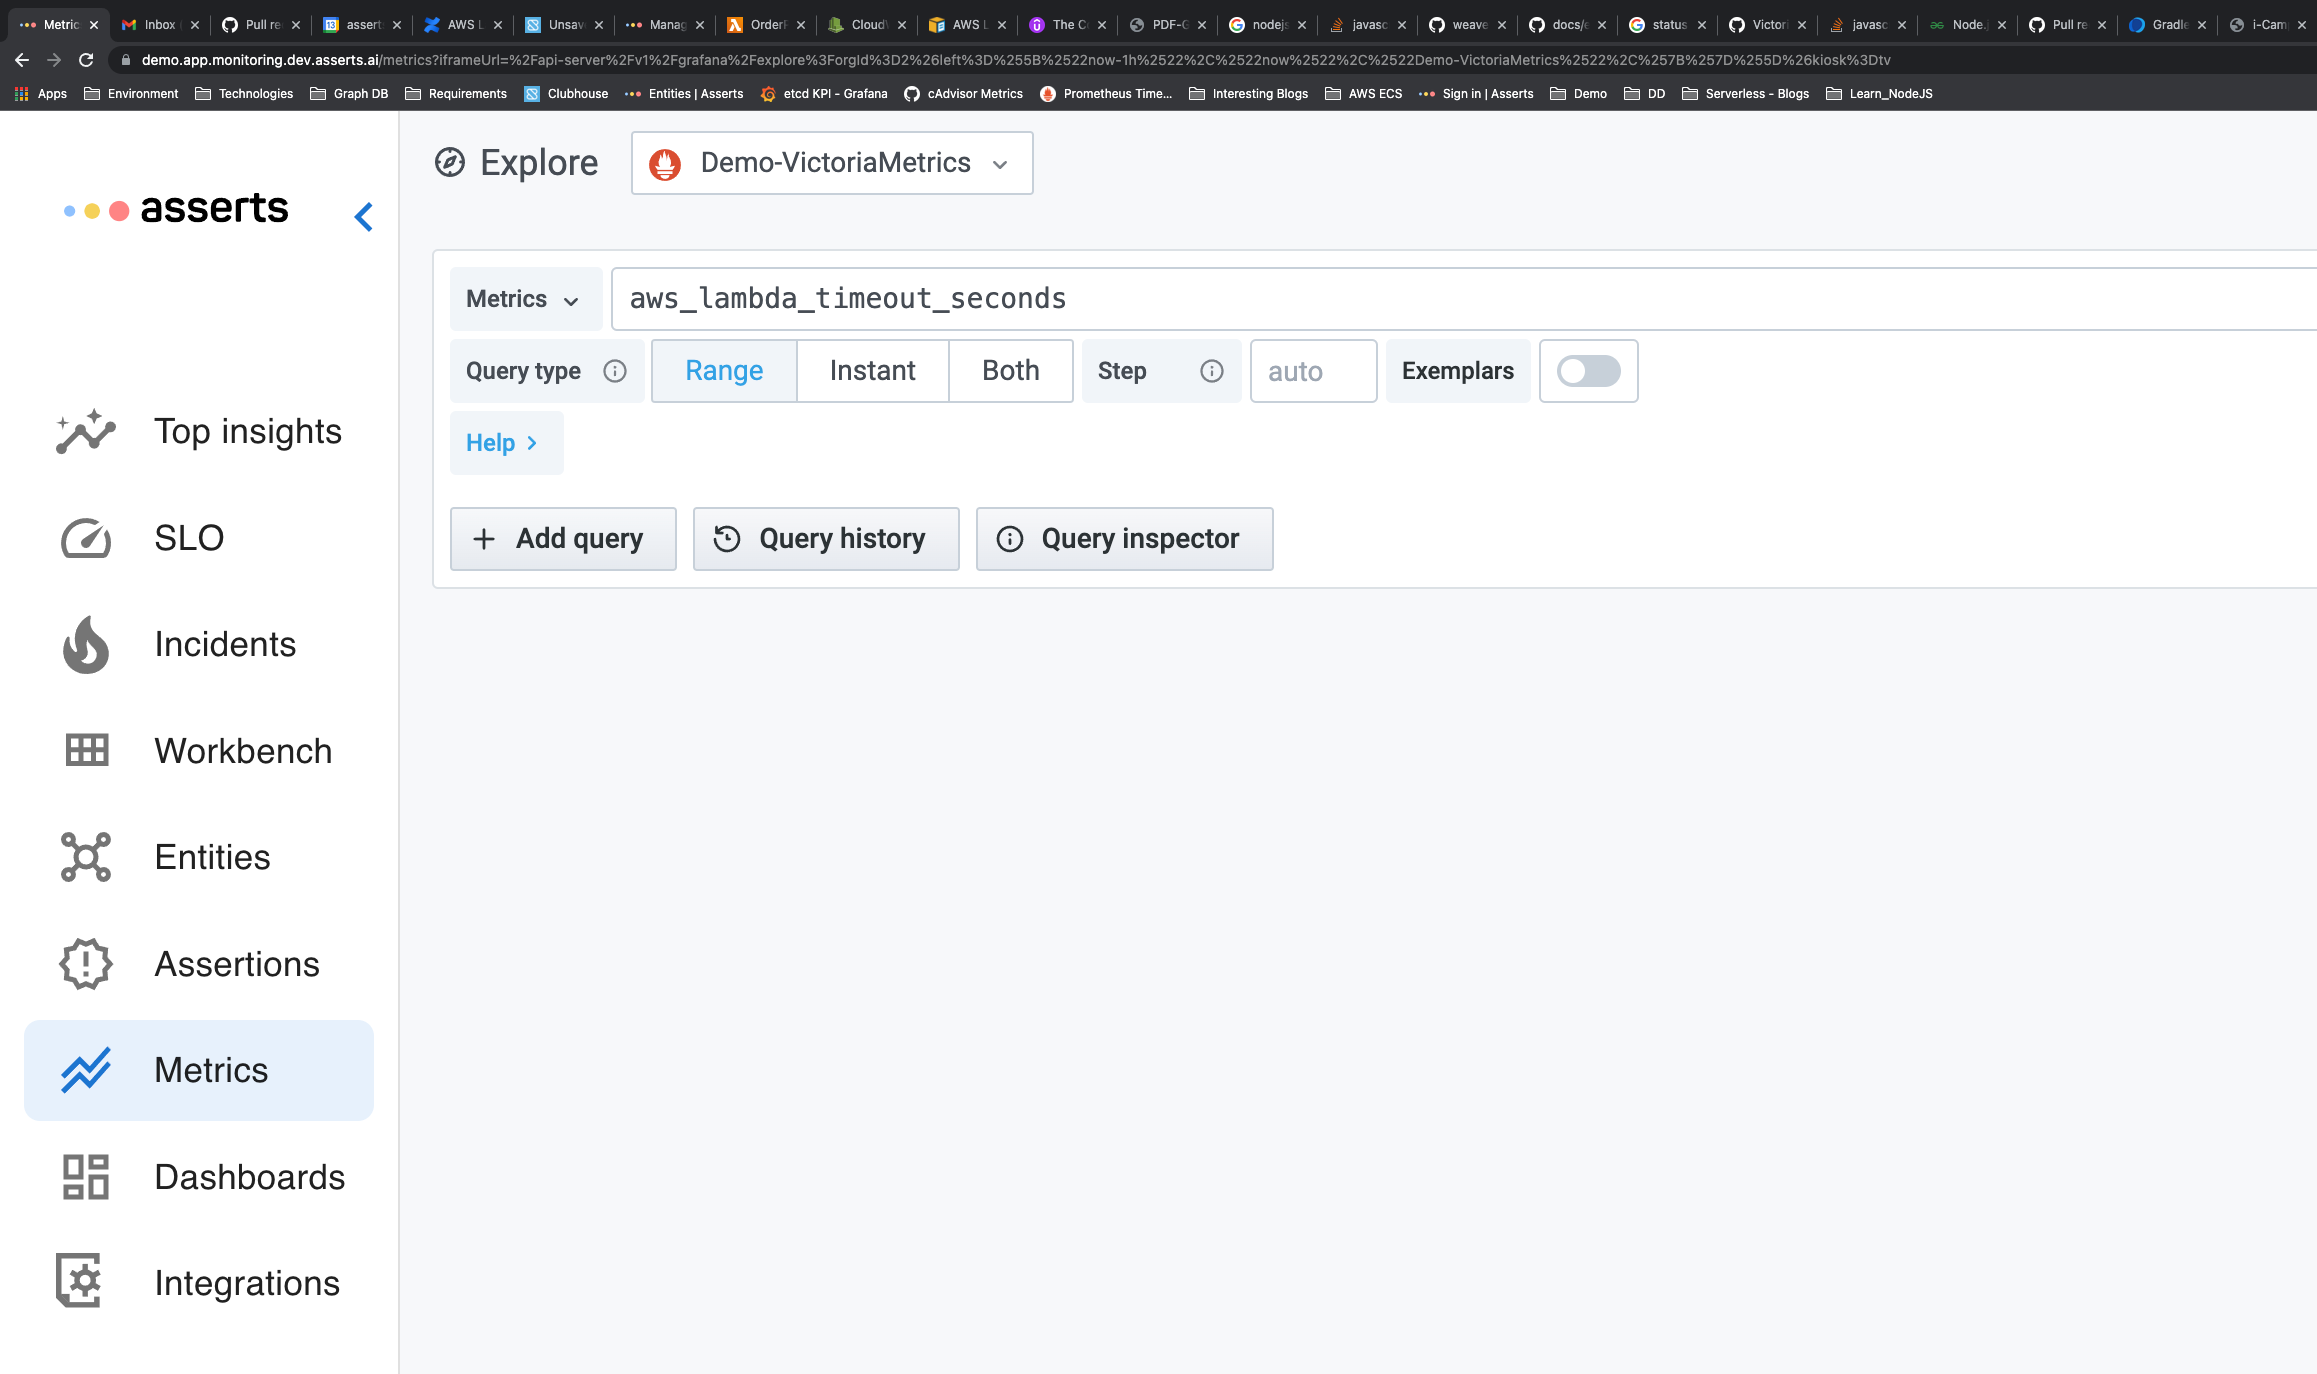 Metric Inbox Pull re assert AWS L Unsav Manag OrderF CloudW AWS L The C PDF-G nodejs javasc weave docs/e status Victori javasc Node. Pull re Gradle i-Cam
demo.app.monitoring.dev.asserts.ai/metrics?iframeUrl=%2Fapi-server%2Fv1%2Fgrafana%2Fexplore%3ForgId%3D2%26left%3D%255B%2522now-1h%2522%2C%2522now%2522%2C%2522Demo-VictoriaMetrics%2522%2C%257B%257D%255D%26kiosk%3Dtv
Apps Environment Technologies Graph DB Requirements Clubhouse Entities | Asserts etcd KPI - Grafana cAdvisor Metrics Prometheus Time... Interesting Blogs AWS ECS Sign in | Asserts Demo DD Serverless - Blogs Learn_NodeJS
asserts
Explore Demo-VictoriaMetrics
Metrics aws_lambda_timeout_seconds
Query type Range Instant Both Step auto Exemplars
Help >
+ Add query Query history Query inspector
Top insights
SLO
Incidents
Workbench
Entities
Assertions
Metrics
Dashboards
Integrations